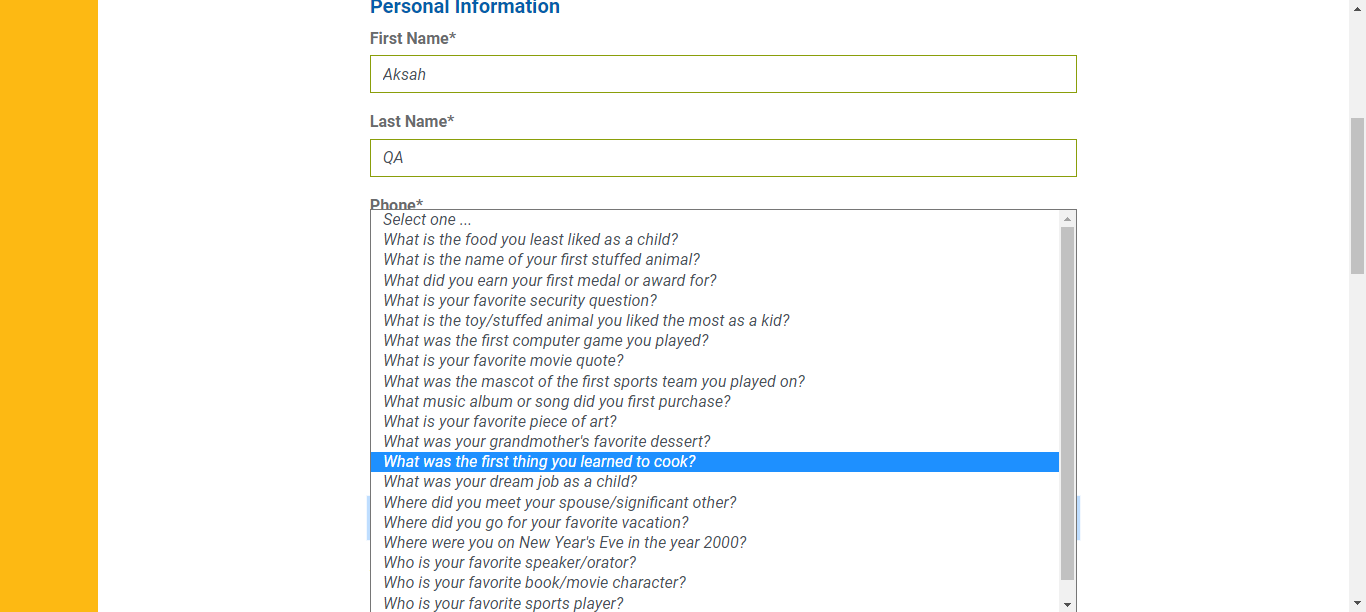 Personal Information
First Name*
Aksah
Last Name*
QA
Phone*
Select one ...
What is the food you least liked as a child?
What is the name of your first stuffed animal?
What did you earn your first medal or award for?
What is your favorite security question?
What is the toy/stuffed animal you liked the most as a kid?
What was the first computer game you played?
What is your favorite movie quote?
What was the mascot of the first sports team you played on?
What music album or song did you first purchase?
What is your favorite piece of art?
What was your grandmother's favorite dessert?
What was the first thing you learned to cook?
What was your dream job as a child?
Where did you meet your spouse/significant other?
Where did you go for your favorite vacation?
Where were you on New Year's Eve in the year 2000?
Who is your favorite speaker/orator?
Who is your favorite book/movie character?
Who is your favorite sports player?